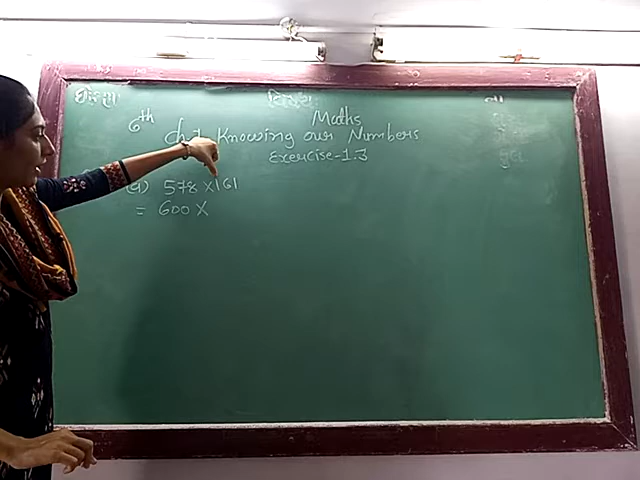 6th Maths
Ch-1 Knowing our Numbers
Exercise-1.3
(a) 578 × 161
= 600 ×